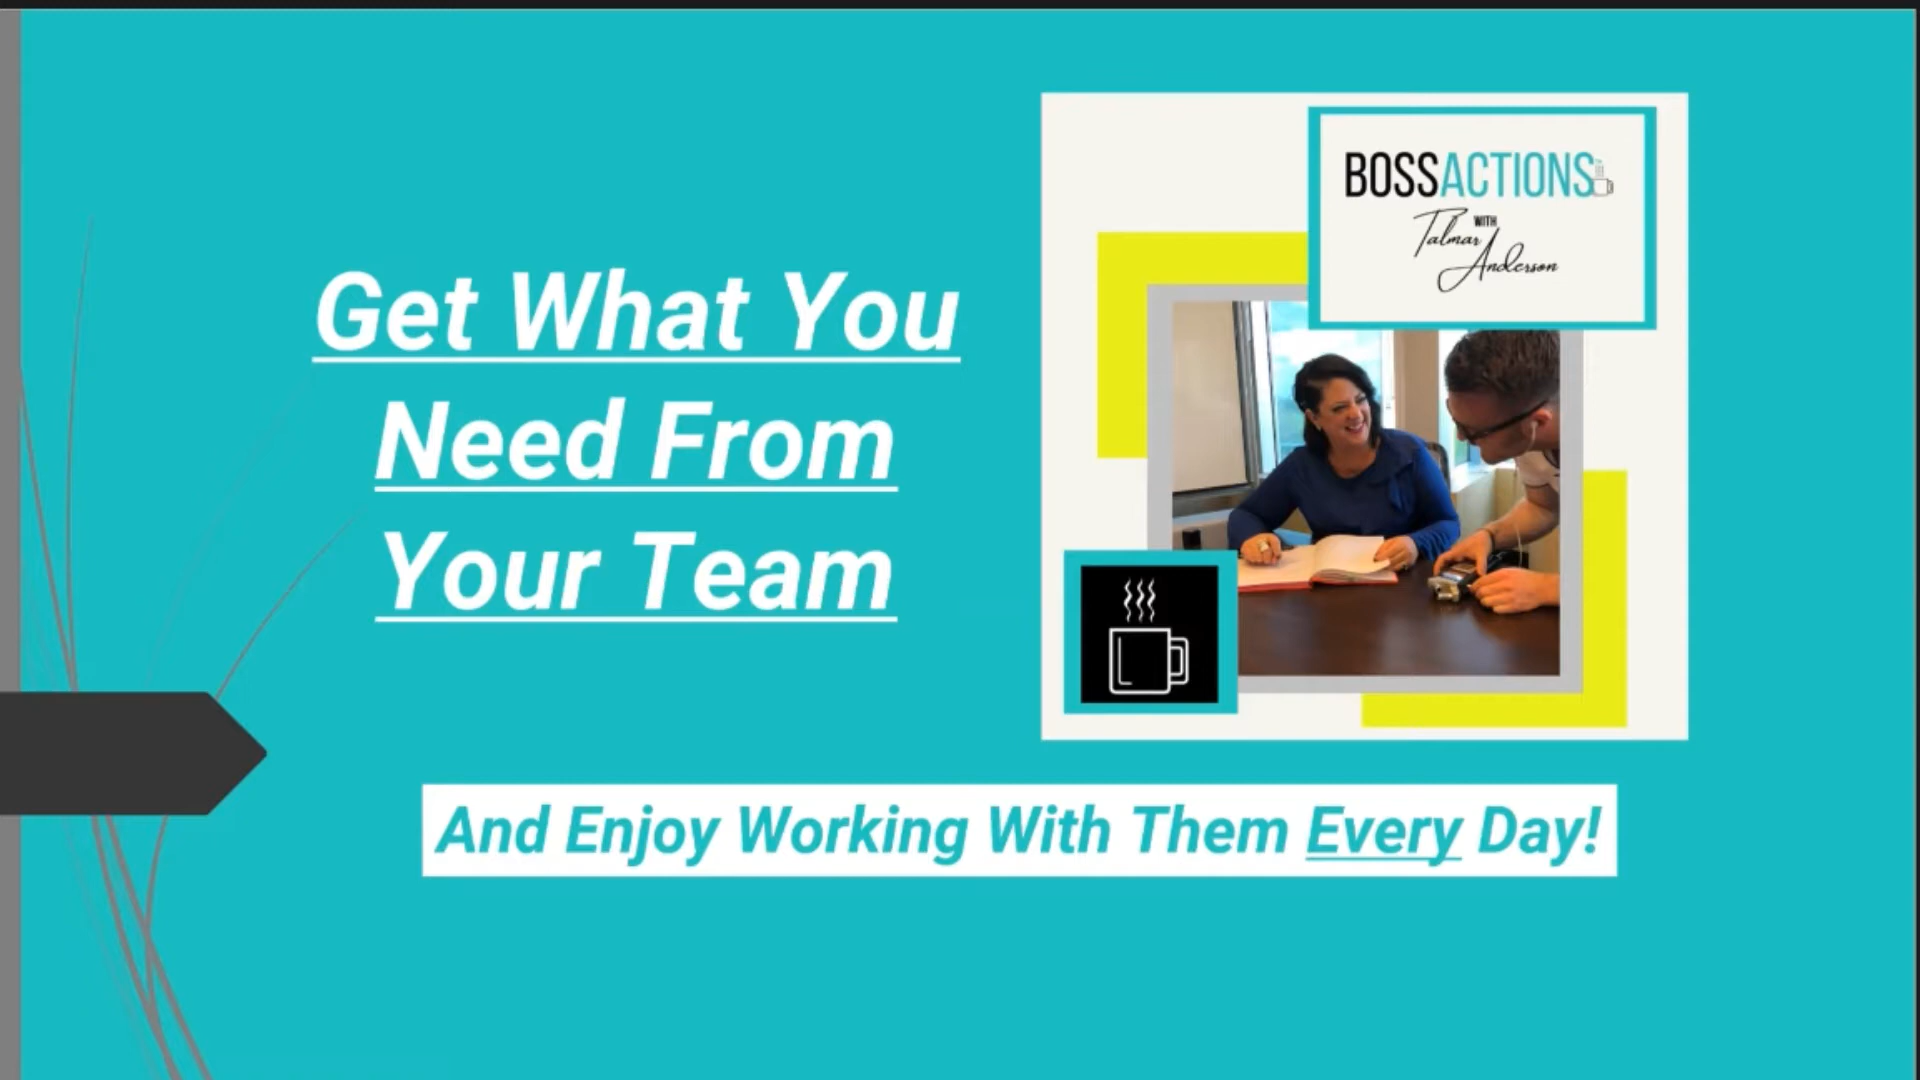 Get What You
Need From
Your Team
BOSSACTIONS
WITH
Talmar
Anderson
And Enjoy Working With Them Every Day!